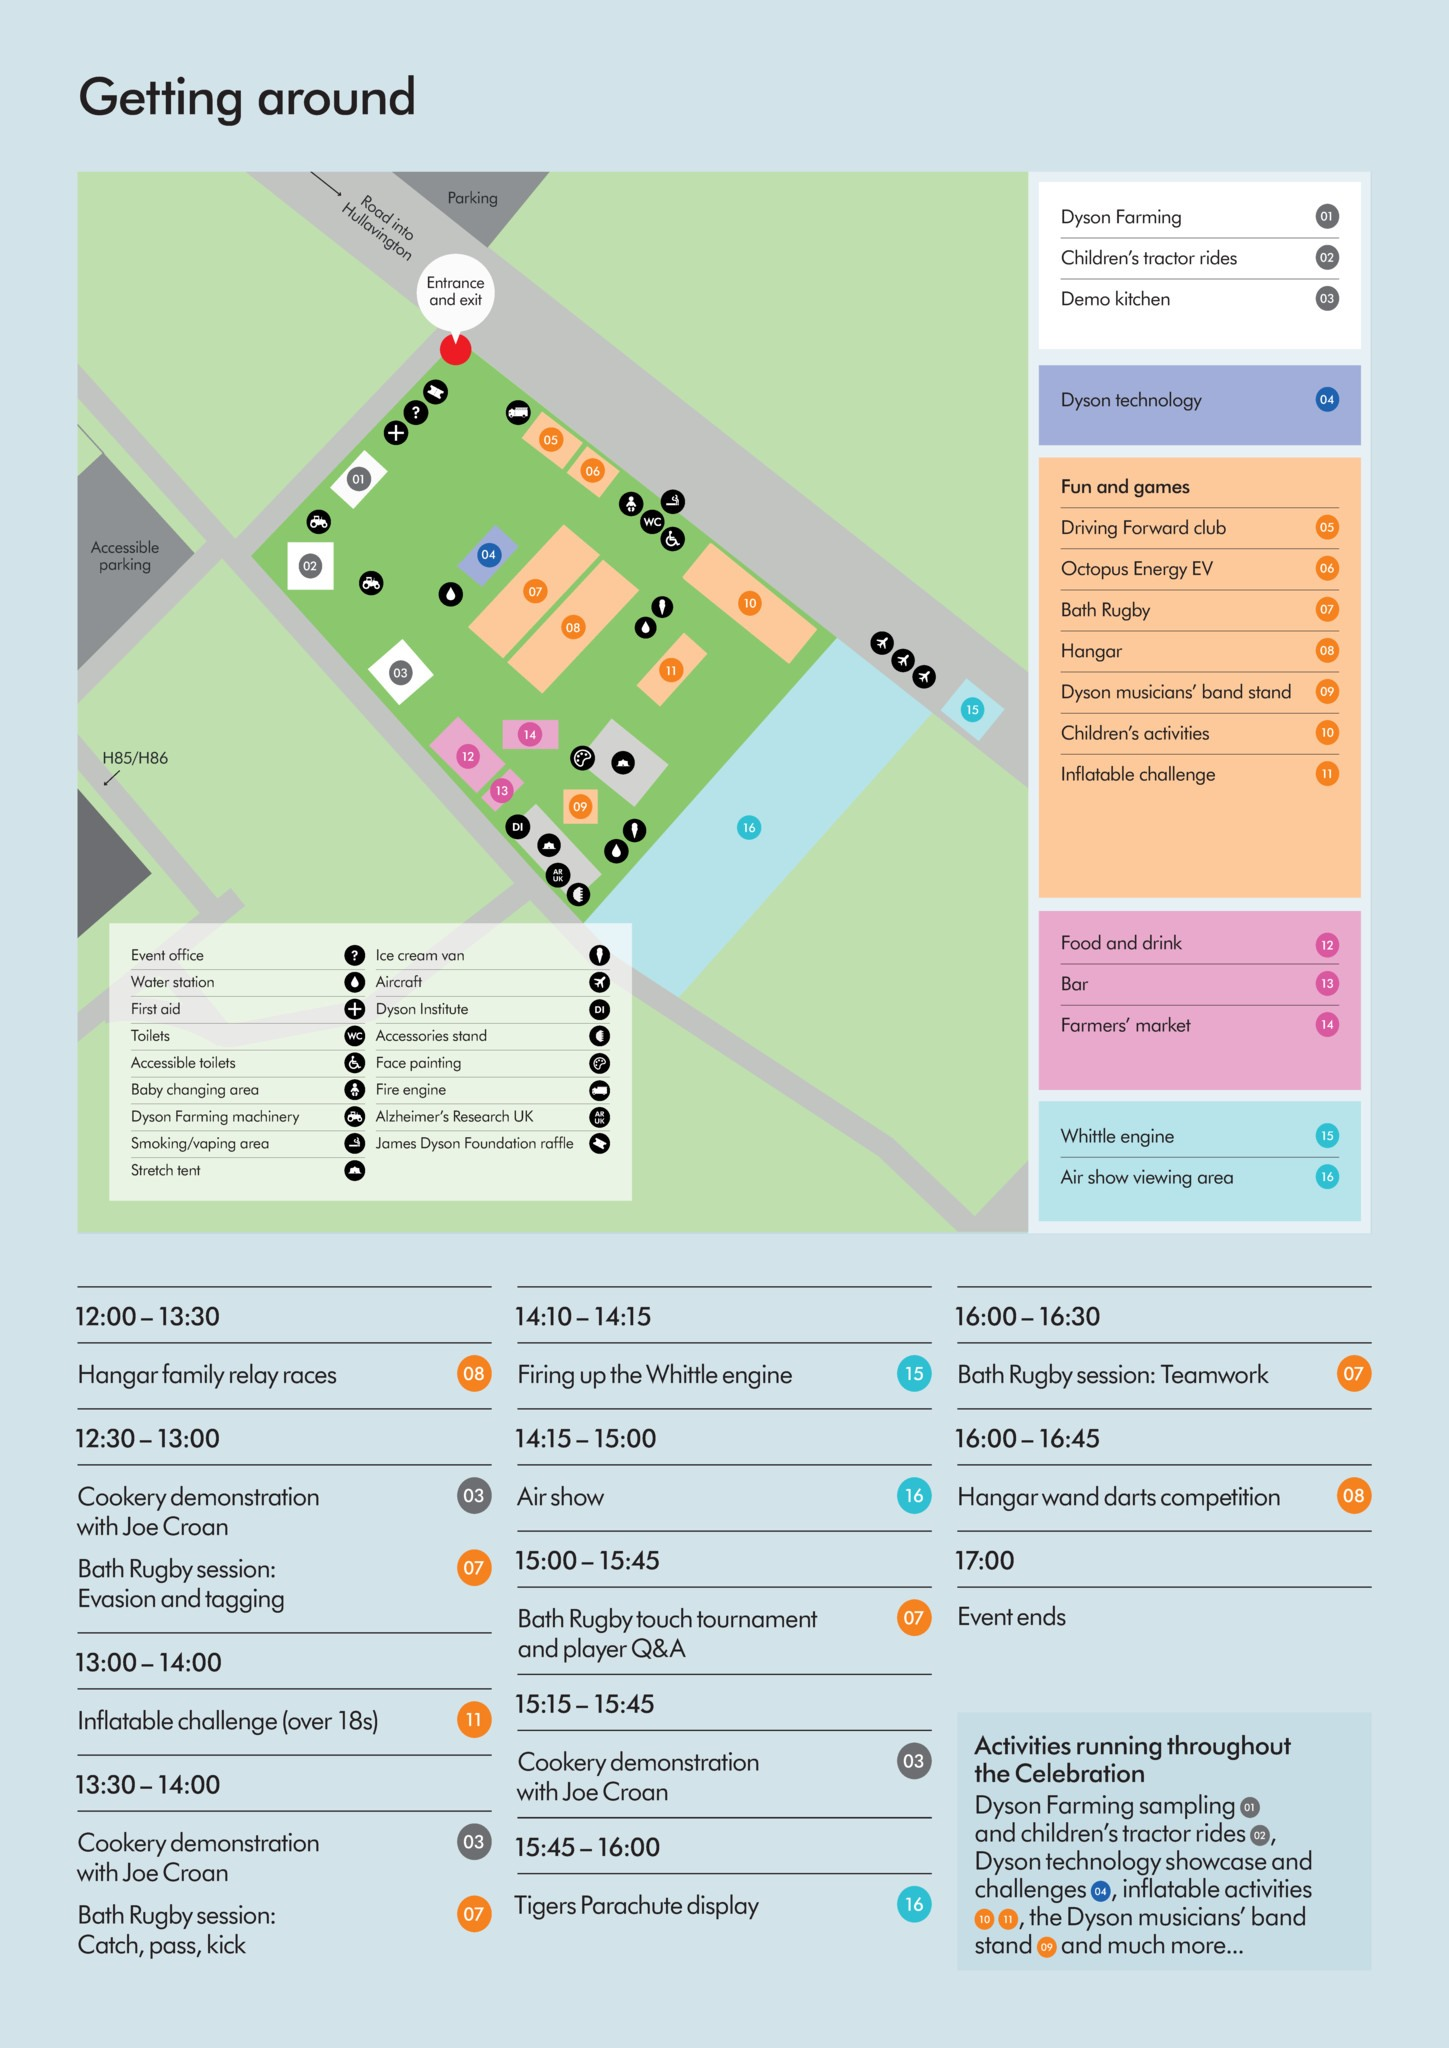 Getting around
Parking
Road into
Hullavington
Entrance
and exit
Accessible
parking
H85/H86
?
01
02
03
04
05
06
WC
07
08
10
11
15
14
12
13
09
16
DI
AR
UK
Event office ?
Water station
First aid
Toilets WC
Accessible toilets
Baby changing area
Dyson Farming machinery
Smoking/vaping area
Stretch tent
Ice cream van
Aircraft
Dyson Institute DI
Accessories stand
Face painting
Fire engine
Alzheimer's Research UK AR UK
James Dyson Foundation raffle
Dyson Farming 01
Children's tractor rides 02
Demo kitchen 03
Dyson technology 04
Fun and games
Driving Forward club 05
Octopus Energy EV 06
Bath Rugby 07
Hangar 08
Dyson musicians' band stand 09
Children's activities 10
Inflatable challenge 11
Food and drink 12
Bar 13
Farmers' market 14
Whittle engine 15
Air show viewing area 16
12:00 – 13:30
Hangar family relay races 08
12:30 – 13:00
Cookery demonstration 03
with Joe Croan
Bath Rugby session: 07
Evasion and tagging
13:00 – 14:00
Inflatable challenge (over 18s) 11
13:30 – 14:00
Cookery demonstration 03
with Joe Croan
Bath Rugby session: 07
Catch, pass, kick
14:10 – 14:15
Firing up the Whittle engine 15
14:15 – 15:00
Air show 16
15:00 – 15:45
Bath Rugby touch tournament 07
and player Q&A
15:15 – 15:45
Cookery demonstration 03
with Joe Croan
15:45 – 16:00
Tigers Parachute display 16
16:00 – 16:30
Bath Rugby session: Teamwork 07
16:00 – 16:45
Hangar wand darts competition 08
17:00
Event ends
Activities running throughout
the Celebration
Dyson Farming sampling 01
and children's tractor rides 02,
Dyson technology showcase and
challenges 04, inflatable activities
10 11, the Dyson musicians' band
stand 09 and much more...